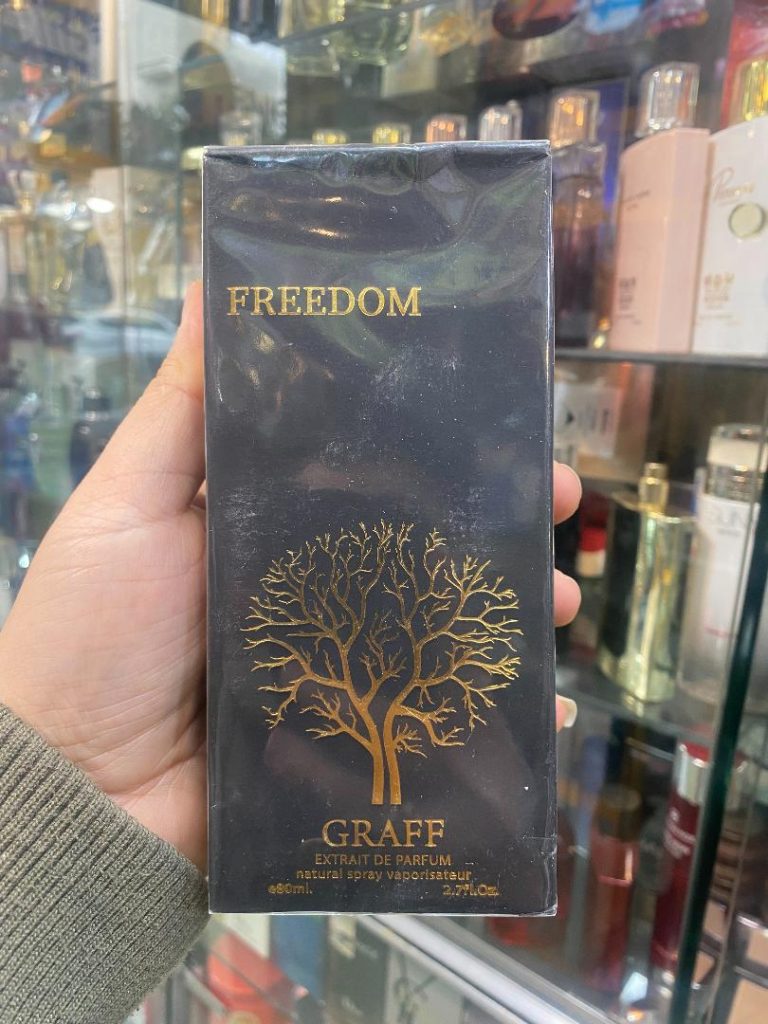 FREEDOM
GRAFF
EXTRAIT DE PARFUM
natural spray vaporisateur
e80ml. 2.7fl.Oz.